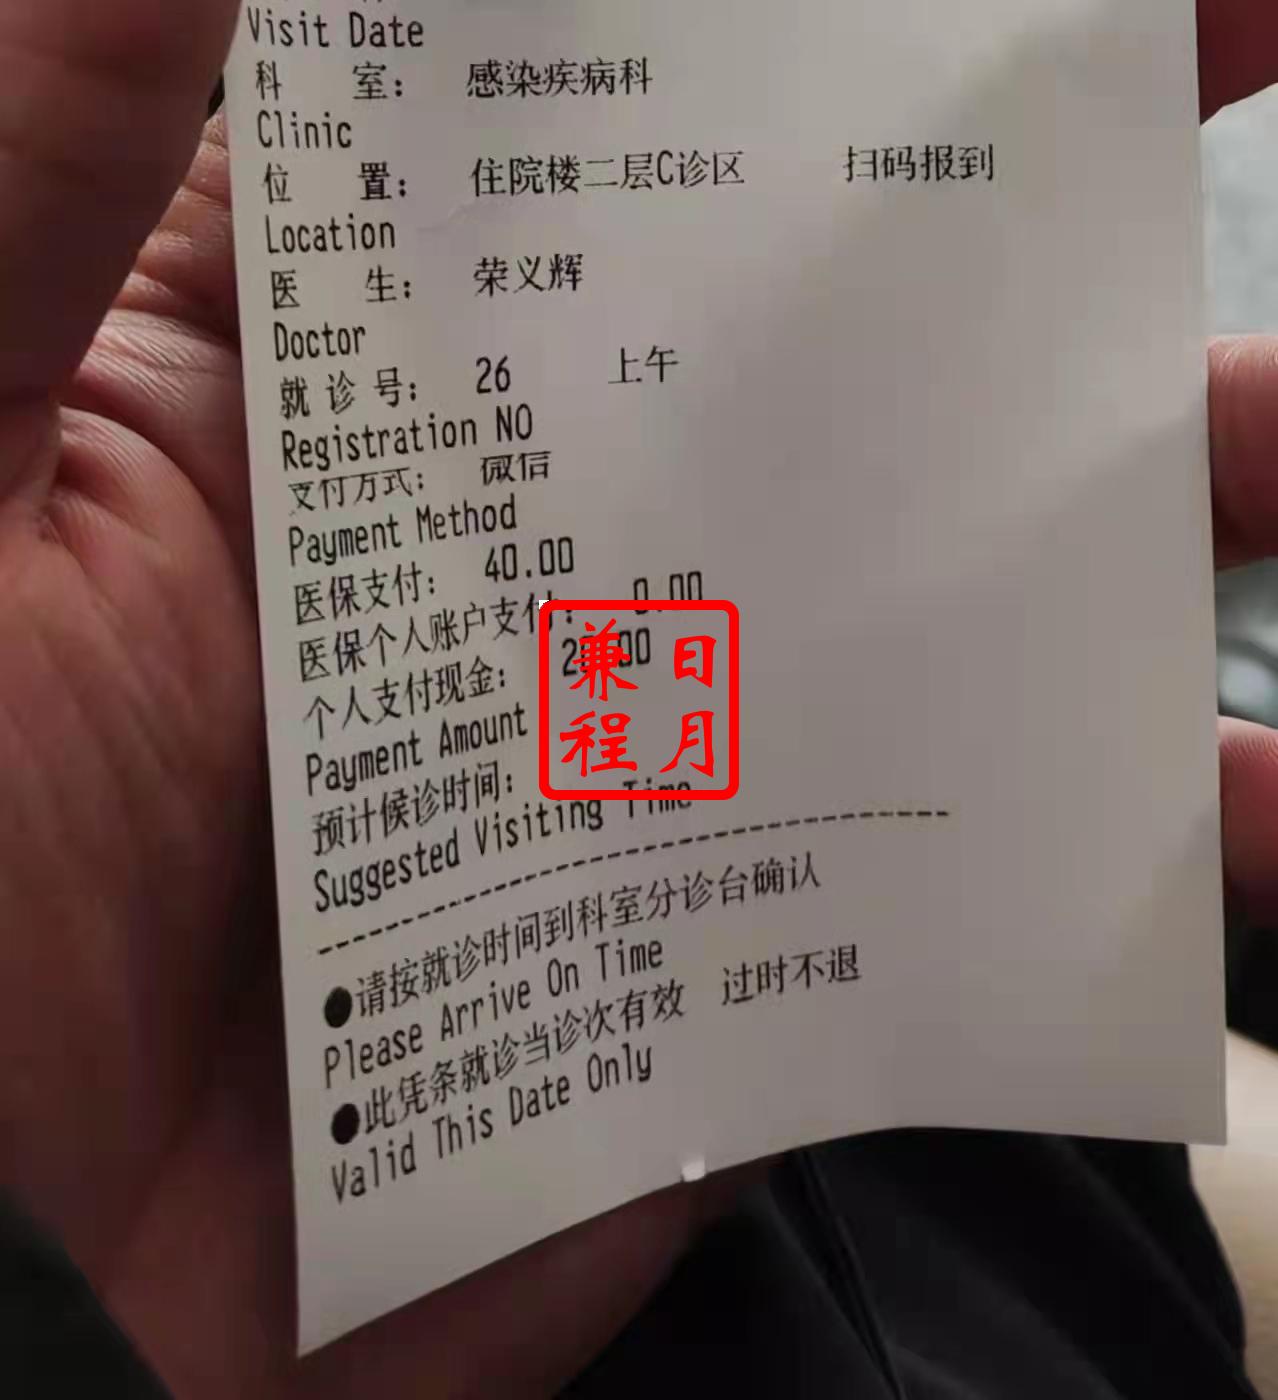 Visit Date
科 室： 感染疾病科
Clinic
位 置： 住院楼二层C诊区 扫码报到
Location
医 生： 荣义辉
Doctor
就 诊 号： 26 上午
Registration NO
支付方式： 微信
Payment Method
医保支付： 40.00
医保个人账户支付： 0.00
个人支付现金：
Payment Amount
预计候诊时间：
Suggested Visiting Time
●请按就诊时间到科室分诊台确认
Please Arrive On Time
●此凭条就诊当诊次有效 过时不退
Valid This Date Only
日月
兼程